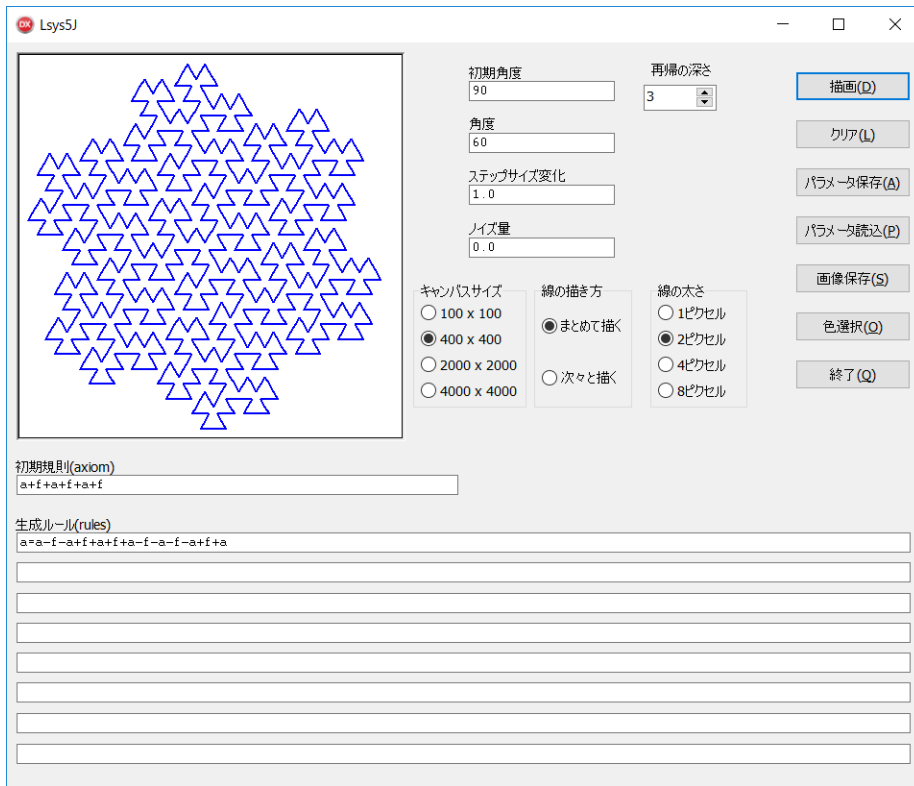 Lsys5J
初期角度
90
再帰の深さ
3
描画(D)
角度
60
クリア(L)
ステップサイズ変化
1.0
パラメータ保存(A)
ノイズ量
0.0
パラメータ読込(P)
画像保存(S)
キャンバスサイズ
100 x 100
400 x 400
2000 x 2000
4000 x 4000
線の描き方
まとめて描く
次々と描く
線の太さ
1ピクセル
2ピクセル
4ピクセル
8ピクセル
色選択(O)
終了(Q)
初期規則(axiom)
a+f+a+f+a+f
生成ルール(rules)
a=a-f-a+f+a+f+a-f-a-f-a+f+a